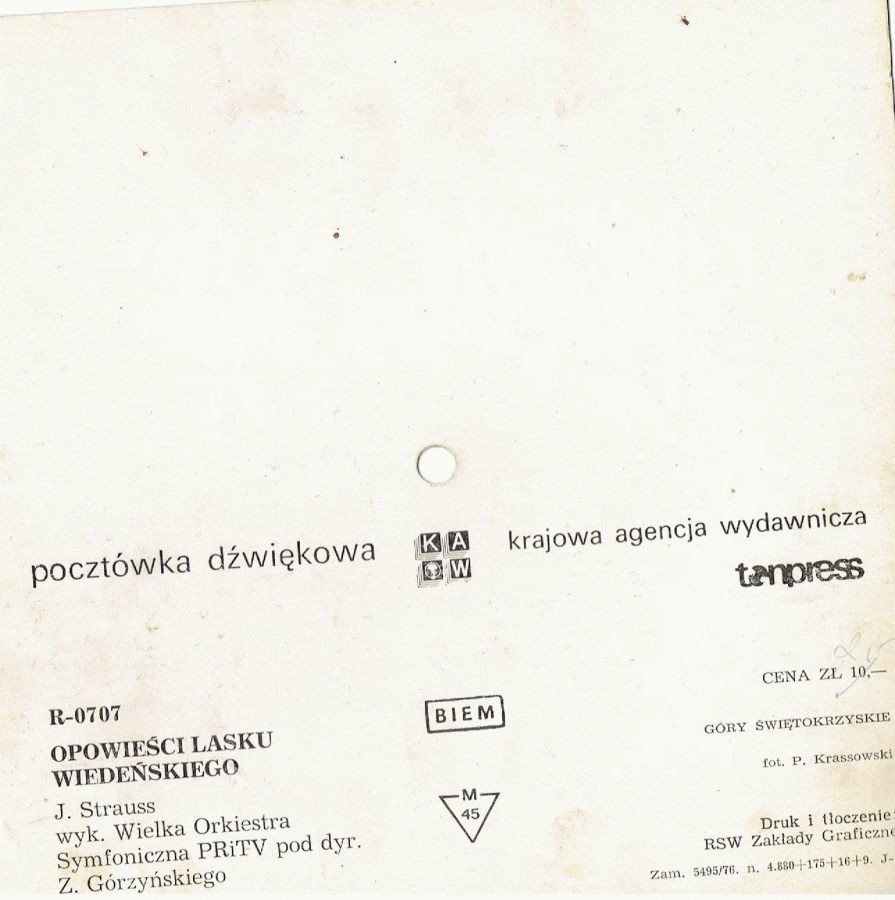 pocztówka dźwiękowa
K A
W
krajowa agencja wydawnicza
tonpress
R-0707
OPOWIEŚCI LASKU
WIEDEŃSKIEGO
J. Strauss
wyk. Wielka Orkiestra
Symfoniczna PRiTV pod dyr.
Z. Górzyńskiego
BIEM
M
45
CENA ZŁ 10,—
GÓRY ŚWIĘTOKRZYSKIE
fot. P. Krassowski
Druk i tłoczenie:
RSW Zakłady Graficzne
Zam. 5495/76. n. 4.880+175+16+9. J-